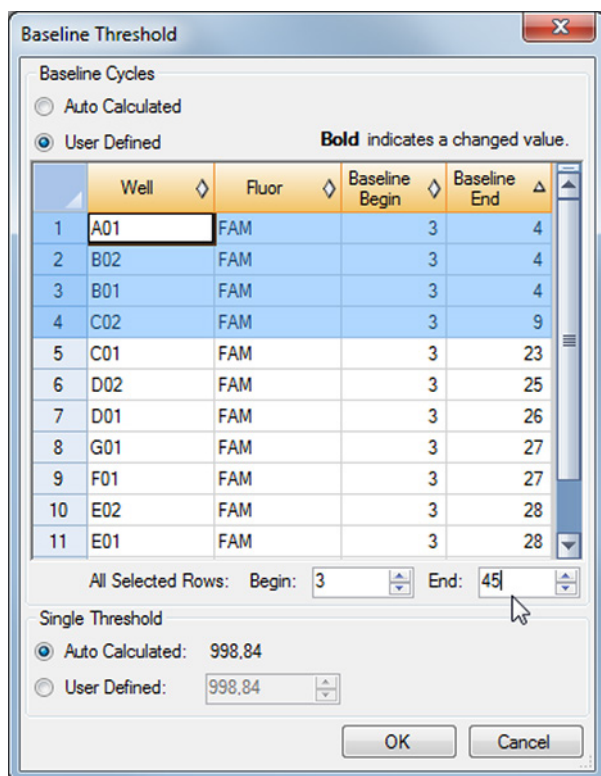 Baseline Threshold
Baseline Cycles
Auto Calculated
User Defined Bold indicates a changed value.
Well Fluor Baseline Begin Baseline End
1 A01 FAM 3 4
2 B02 FAM 3 4
3 B01 FAM 3 4
4 C02 FAM 3 9
5 C01 FAM 3 23
6 D02 FAM 3 25
7 D01 FAM 3 26
8 G01 FAM 3 27
9 F01 FAM 3 27
10 E02 FAM 3 28
11 E01 FAM 3 28
All Selected Rows: Begin: 3 End: 45
Single Threshold
Auto Calculated: 998,84
User Defined: 998,84
OK Cancel